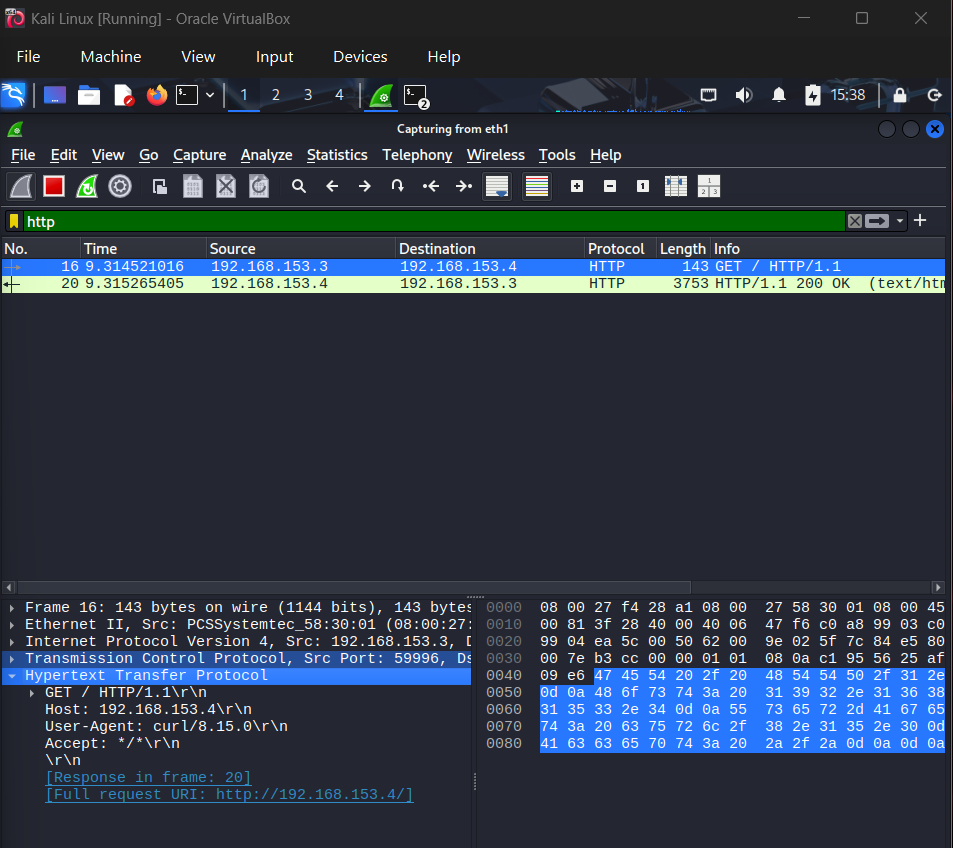 Kali Linux [Running] - Oracle VirtualBox
File Machine View Input Devices Help
1 2 3 4 2 15:38
Capturing from eth1
File Edit View Go Capture Analyze Statistics Telephony Wireless Tools Help
http
No. Time Source Destination Protocol Length Info
16 9.314521016 192.168.153.3 192.168.153.4 HTTP 143 GET / HTTP/1.1
20 9.315265405 192.168.153.4 192.168.153.3 HTTP 3753 HTTP/1.1 200 OK (text/htm
Frame 16: 143 bytes on wire (1144 bits), 143 bytes
Ethernet II, Src: PCSSystemtec_58:30:01 (08:00:27:
Internet Protocol Version 4, Src: 192.168.153.3, D
Transmission Control Protocol, Src Port: 59996, Ds
Hypertext Transfer Protocol
GET / HTTP/1.1\r\n
Host: 192.168.153.4\r\n
User-Agent: curl/8.15.0\r\n
Accept: */*\r\n
\r\n
[Response in frame: 20]
[Full request URI: http://192.168.153.4/]
0000 08 00 27 f4 28 a1 08 00 27 58 30 01 08 00 45
0010 00 81 3f 28 40 00 40 06 47 f6 c0 a8 99 03 c0
0020 99 04 ea 5c 00 50 62 00 9e 02 5f 7c 84 e5 80
0030 00 7e b3 cc 00 00 01 01 08 0a c1 95 56 25 af
0040 09 e6 47 45 54 20 2f 20 48 54 54 50 2f 31 2e
0050 0d 0a 48 6f 73 74 3a 20 31 39 32 2e 31 36 38
0060 31 35 33 2e 34 0d 0a 55 73 65 72 2d 41 67 65
0070 74 3a 20 63 75 72 6c 2f 38 2e 31 35 2e 30 0d
0080 41 63 63 65 70 74 3a 20 2a 2f 2a 0d 0a 0d 0a